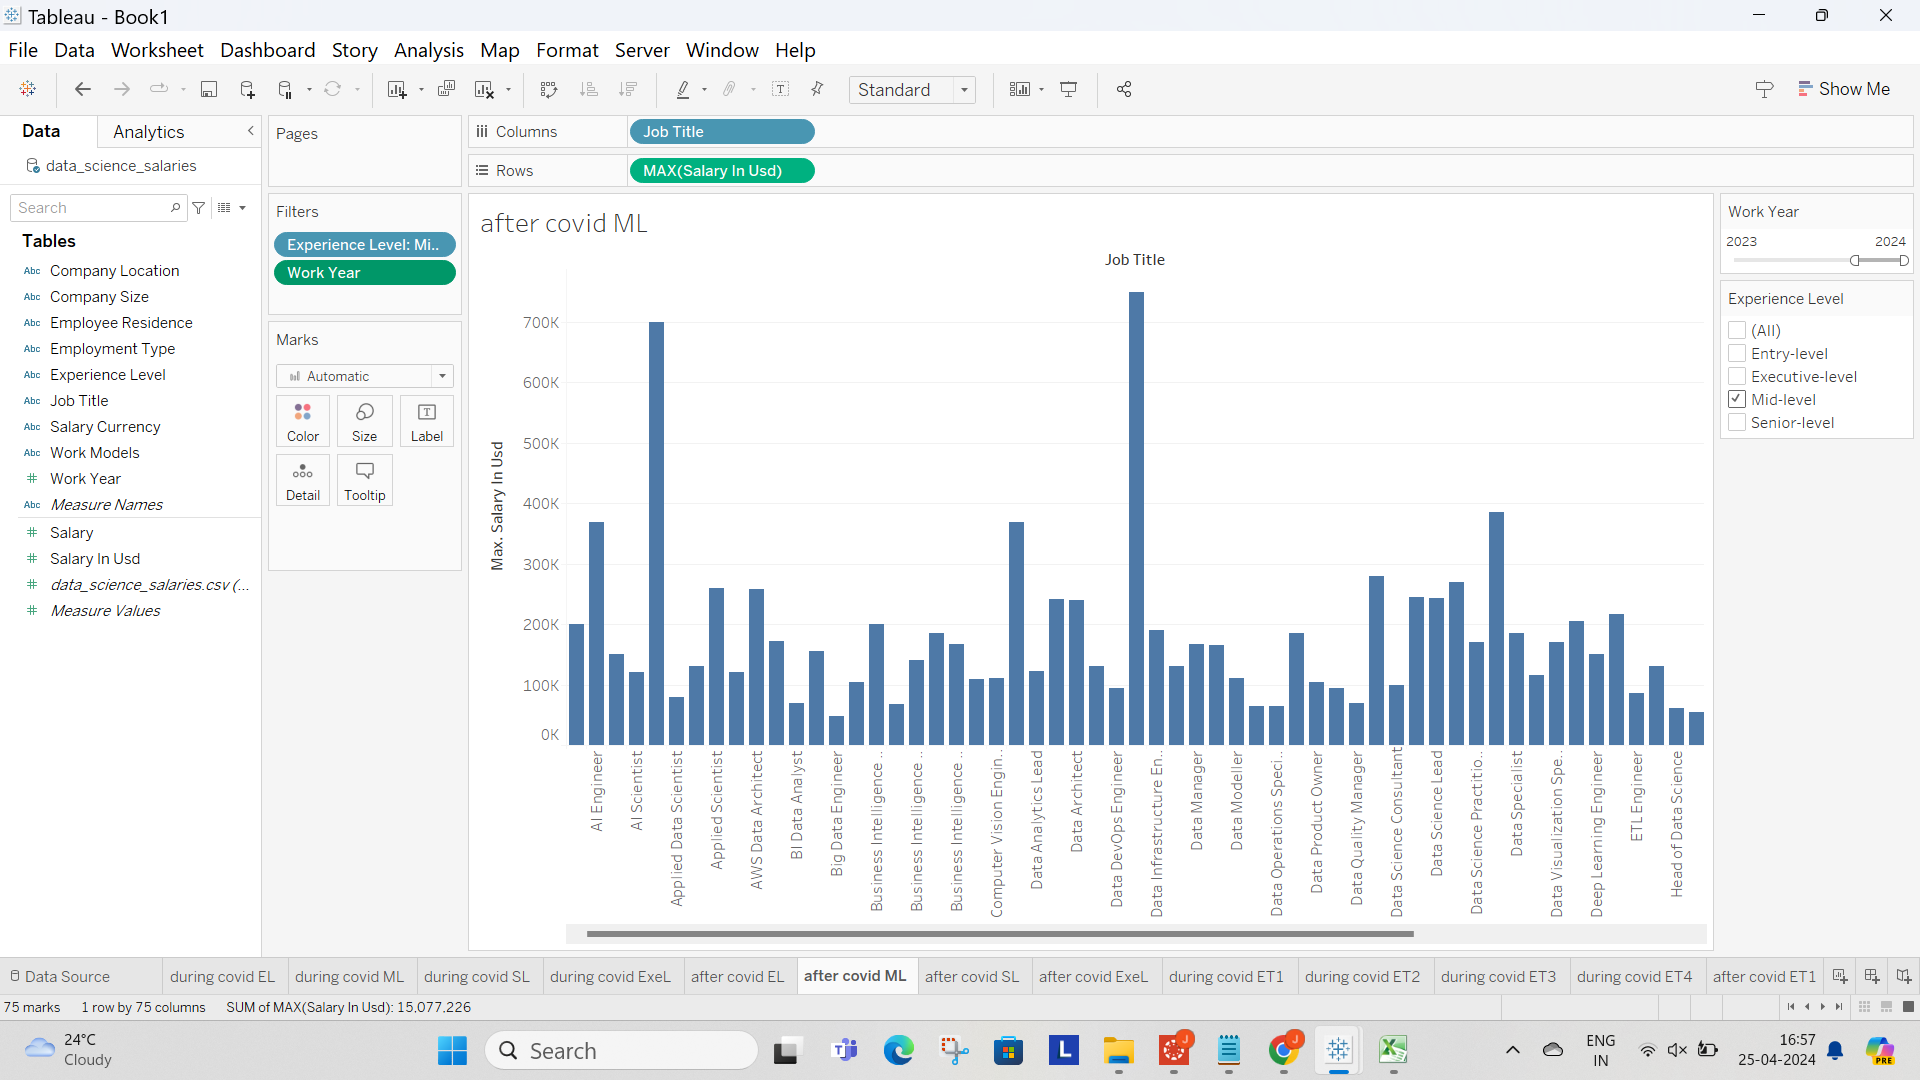 Tableau - Book1
File Data Worksheet Dashboard Story Analysis Map Format Server Window Help
Standard
Show Me
Data Analytics
data_science_salaries
Search
Tables
Abc Company Location
Abc Company Size
Abc Employee Residence
Abc Employment Type
Abc Experience Level
Abc Job Title
Abc Salary Currency
Abc Work Models
# Work Year
Abc Measure Names
# Salary
# Salary In Usd
# data_science_salaries.csv (...
# Measure Values
Pages
Filters
Experience Level: Mi..
Work Year
Marks
Automatic
Color Size Label
Detail Tooltip
Columns Job Title
Rows MAX(Salary In Usd)
after covid ML
Job Title
Max. Salary In Usd
700K
600K
500K
400K
300K
200K
100K
0K
AI Engineer
AI Scientist
Applied Data Scientist
Applied Scientist
AWS Data Architect
BI Data Analyst
Big Data Engineer
Business Intelligence ..
Business Intelligence ..
Business Intelligence ..
Computer Vision Engin..
Data Analytics Lead
Data Architect
Data DevOps Engineer
Data Infrastructure En..
Data Manager
Data Modeller
Data Operations Speci..
Data Product Owner
Data Quality Manager
Data Science Consultant
Data Science Lead
Data Science Practitio..
Data Specialist
Data Visualization Spe..
Deep Learning Engineer
ETL Engineer
Head of Data Science
Work Year
2023 2024
Experience Level
(All)
Entry-level
Executive-level
Mid-level
Senior-level
Data Source during covid EL during covid ML during covid SL during covid ExeL after covid EL after covid ML after covid SL after covid ExeL during covid ET1 during covid ET2 during covid ET3 during covid ET4 after covid ET1
75 marks 1 row by 75 columns SUM of MAX(Salary In Usd): 15,077,226
24°C
Cloudy
Search
L
J
J
ENG
IN
16:57
25-04-2024
PRE